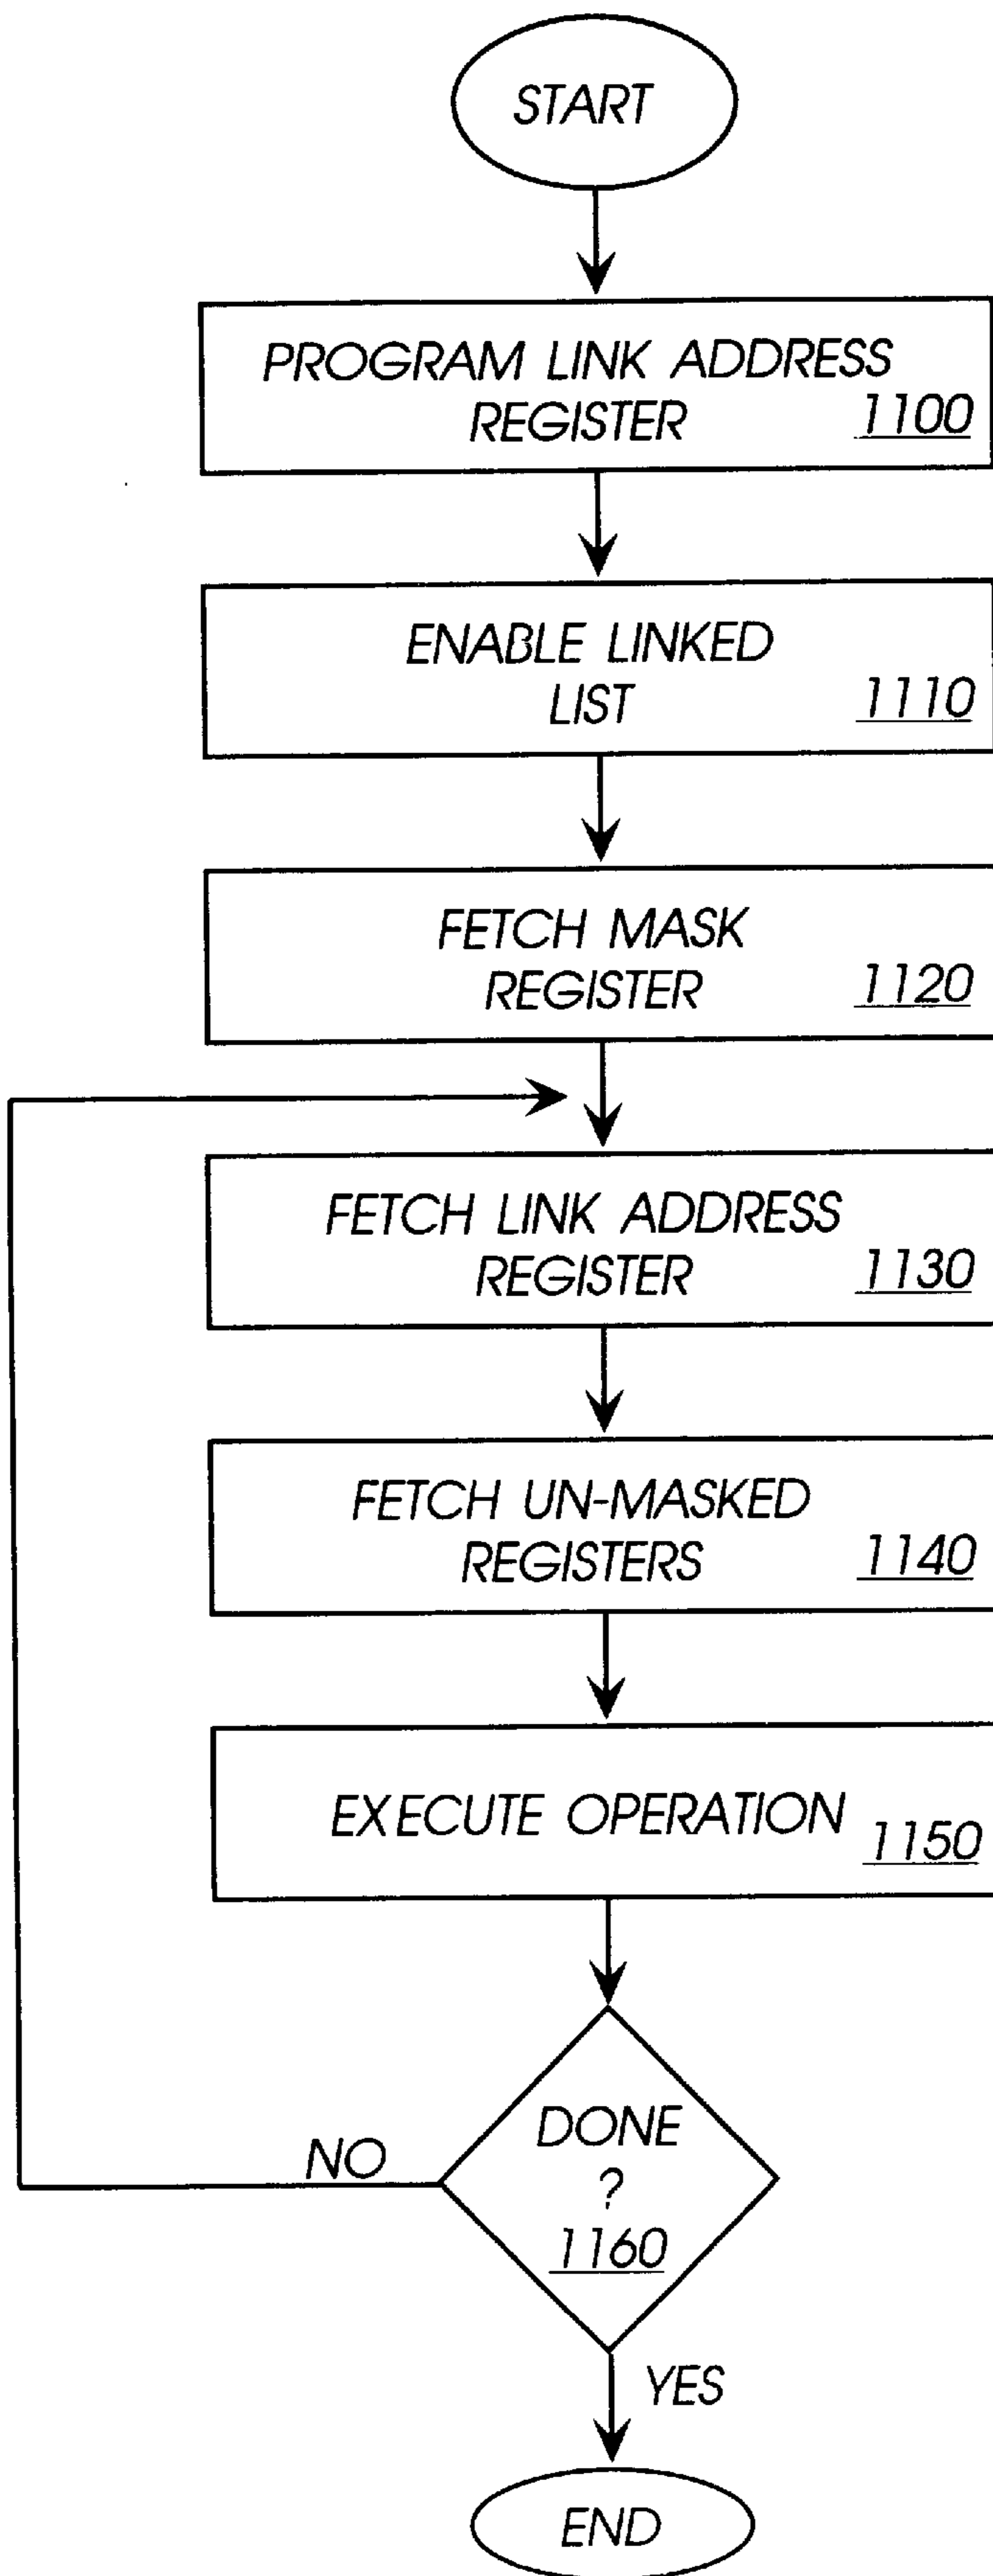 START
PROGRAM LINK ADDRESS
REGISTER 1100
ENABLE LINKED
LIST 1110
FETCH MASK
REGISTER 1120
FETCH LINK ADDRESS
REGISTER 1130
FETCH UN-MASKED
REGISTERS 1140
EXECUTE OPERATION 1150
DONE
?
1160
NO
YES
END